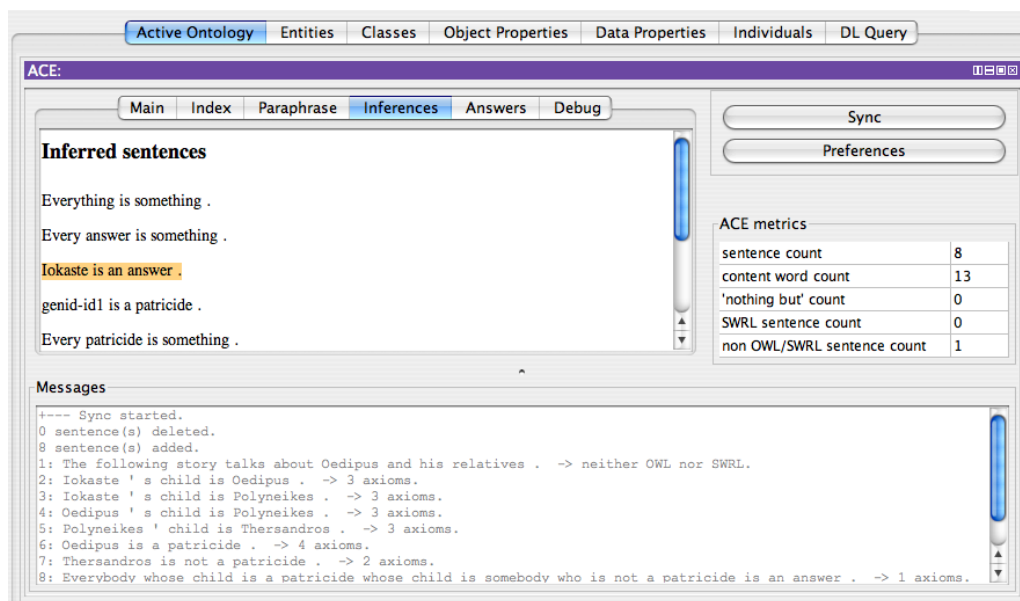 Active Ontology Entities Classes Object Properties Data Properties Individuals DL Query
ACE:
Main Index Paraphrase Inferences Answers Debug
Inferred sentences
Everything is something .
Every answer is something .
Iokaste is an answer .
genid-id1 is a patricide .
Every patricide is something .
Sync
Preferences
ACE metrics
sentence count 8
content word count 13
'nothing but' count 0
SWRL sentence count 0
non OWL/SWRL sentence count 1
Messages
+--- Sync started.
0 sentence(s) deleted.
8 sentence(s) added.
1: The following story talks about Oedipus and his relatives .  -> neither OWL nor SWRL.
2: Iokaste ' s child is Oedipus .  -> 3 axioms.
3: Iokaste ' s child is Polyneikes .  -> 3 axioms.
4: Oedipus ' s child is Polyneikes .  -> 3 axioms.
5: Polyneikes ' child is Thersandros .  -> 3 axioms.
6: Oedipus is a patricide .  -> 4 axioms.
7: Thersandros is not a patricide .  -> 2 axioms.
8: Everybody whose child is a patricide whose child is somebody who is not a patricide is an answer .  -> 1 axioms.